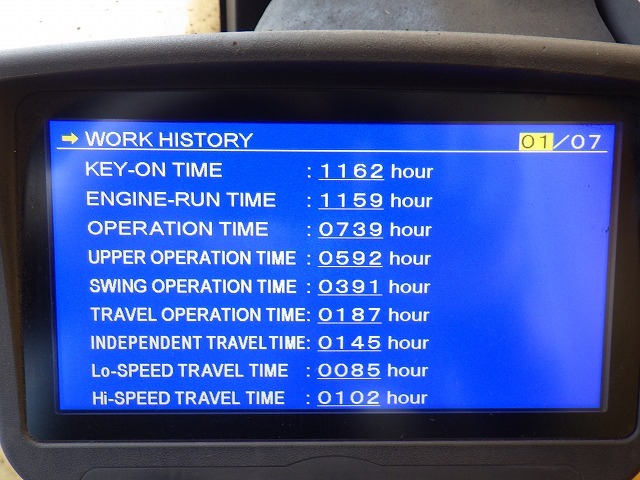 → WORK HISTORY 01/07
KEY-ON TIME : 1162 hour
ENGINE-RUN TIME : 1159 hour
OPERATION TIME : 0739 hour
UPPER OPERATION TIME : 0592 hour
SWING OPERATION TIME : 0391 hour
TRAVEL OPERATION TIME : 0187 hour
INDEPENDENT TRAVEL TIME : 0145 hour
Lo-SPEED TRAVEL TIME : 0085 hour
Hi-SPEED TRAVEL TIME : 0102 hour